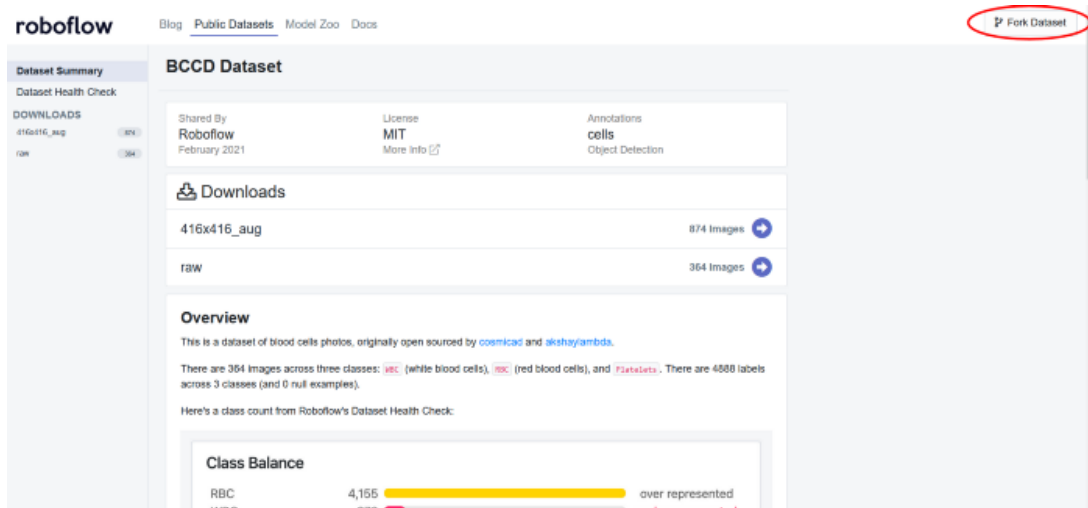 roboflow
Blog Public Datasets Model Zoo Docs
Fork Dataset
Dataset Summary
Dataset Health Check
DOWNLOADS
416x416_aug 874
raw 364
BCCD Dataset
Shared By
Roboflow
February 2021
License
MIT
More Info
Annotations
cells
Object Detection
Downloads
416x416_aug 874 Images
raw 364 Images
Overview
This is a dataset of blood cells photos, originally open sourced by cosmicad and akshaylambda.
There are 364 images across three classes: WBC (white blood cells), RBC (red blood cells), and Platelets. There are 4888 labels
across 3 classes (and 0 null examples).
Here's a class count from Roboflow's Dataset Health Check:
Class Balance
RBC 4,155 over represented